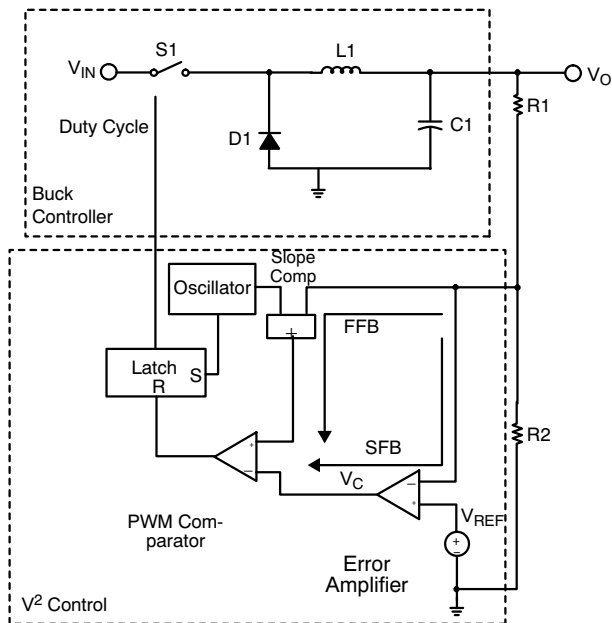 S1
L1
V_IN
V_O
R1
Duty Cycle
D1
C1
Buck
Controller
Slope
Comp
Oscillator
+
FFB
Latch
S
R
+
−
SFB
V_C
R2
−
+
V_REF
+
−
PWM Com-
parator
Error
Amplifier
V² Control